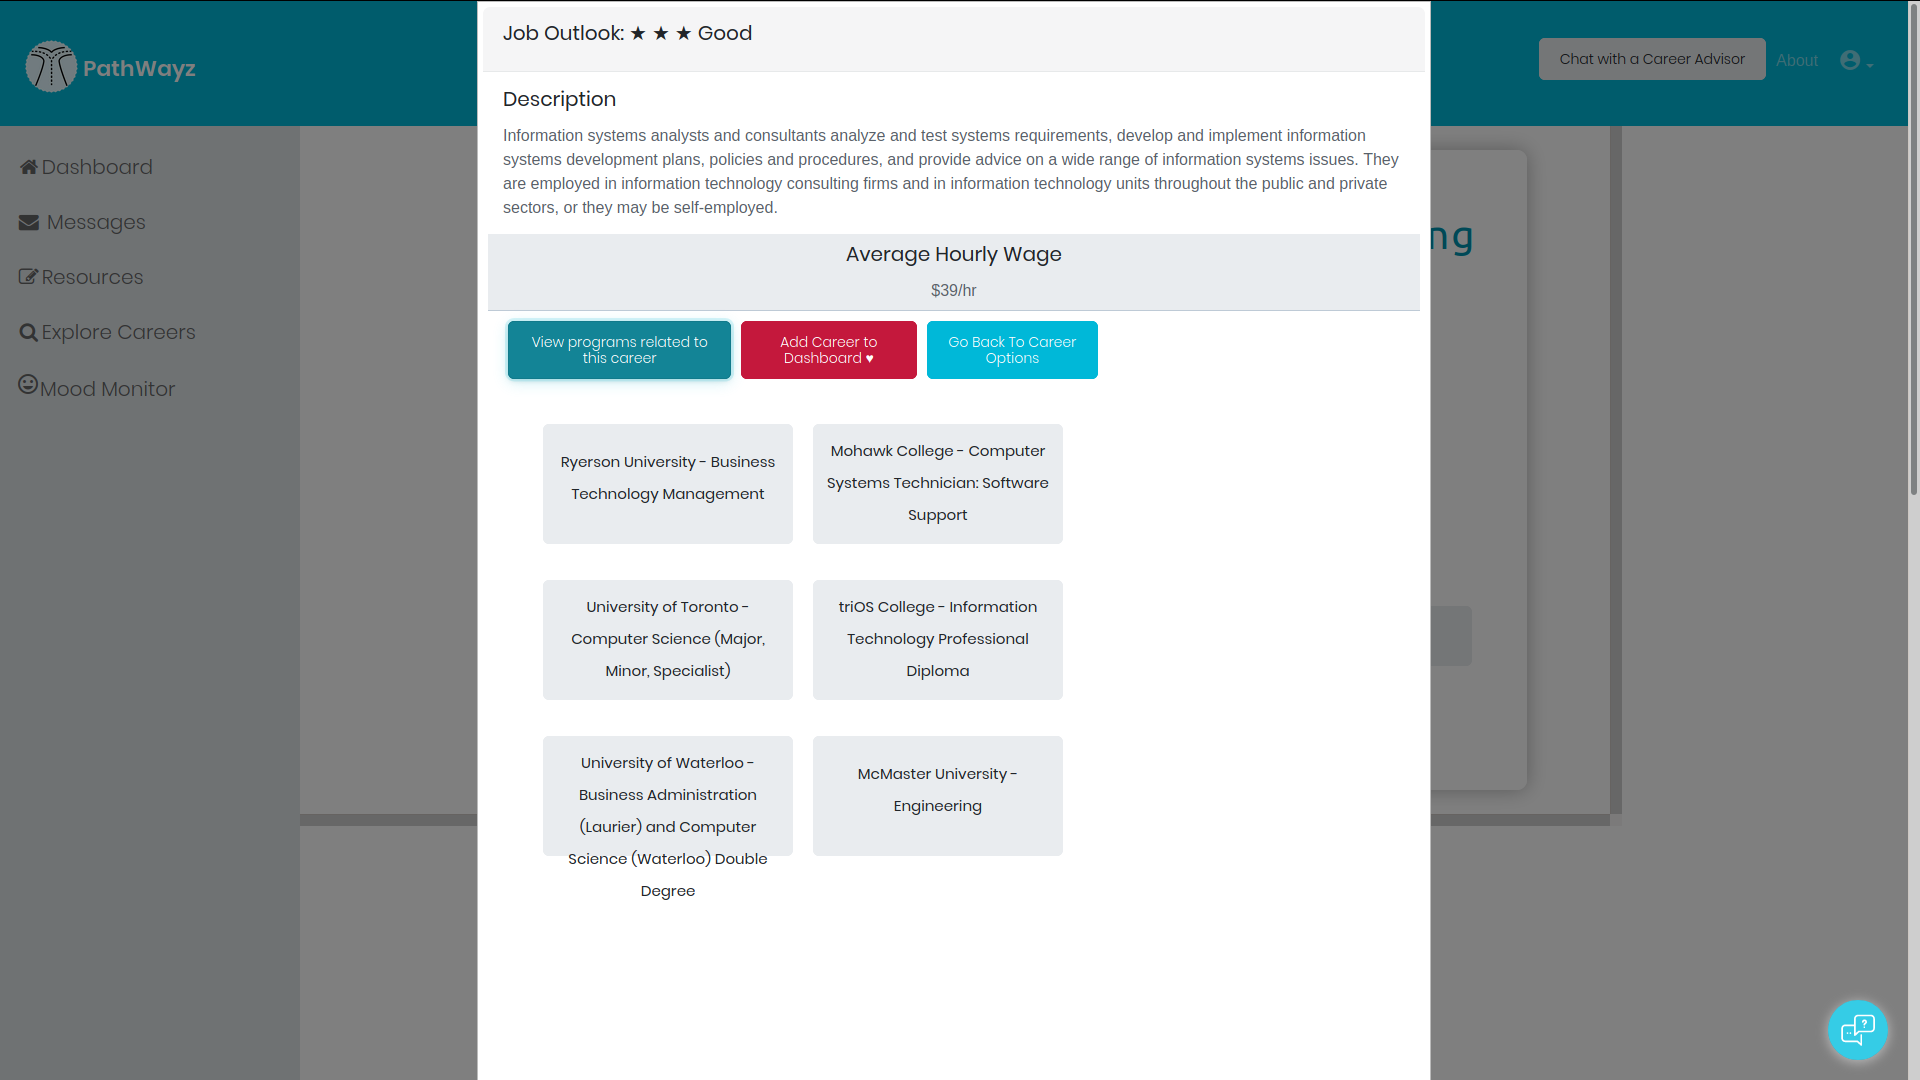 PathWayz
Chat with a Career Advisor
About
Dashboard
Messages
Resources
Explore Careers
Mood Monitor
Job Outlook: ★ ★ ★ Good
Description
Information systems analysts and consultants analyze and test systems requirements, develop and implement information
systems development plans, policies and procedures, and provide advice on a wide range of information systems issues. They
are employed in information technology consulting firms and in information technology units throughout the public and private
sectors, or they may be self-employed.
Average Hourly Wage
$39/hr
View programs related to
this career
Add Career to
Dashboard ♥
Go Back To Career
Options
Ryerson University - Business
Technology Management
Mohawk College - Computer
Systems Technician: Software
Support
University of Toronto -
Computer Science (Major,
Minor, Specialist)
triOS College - Information
Technology Professional
Diploma
University of Waterloo -
Business Administration
(Laurier) and Computer
Science (Waterloo) Double
Degree
McMaster University -
Engineering
ng